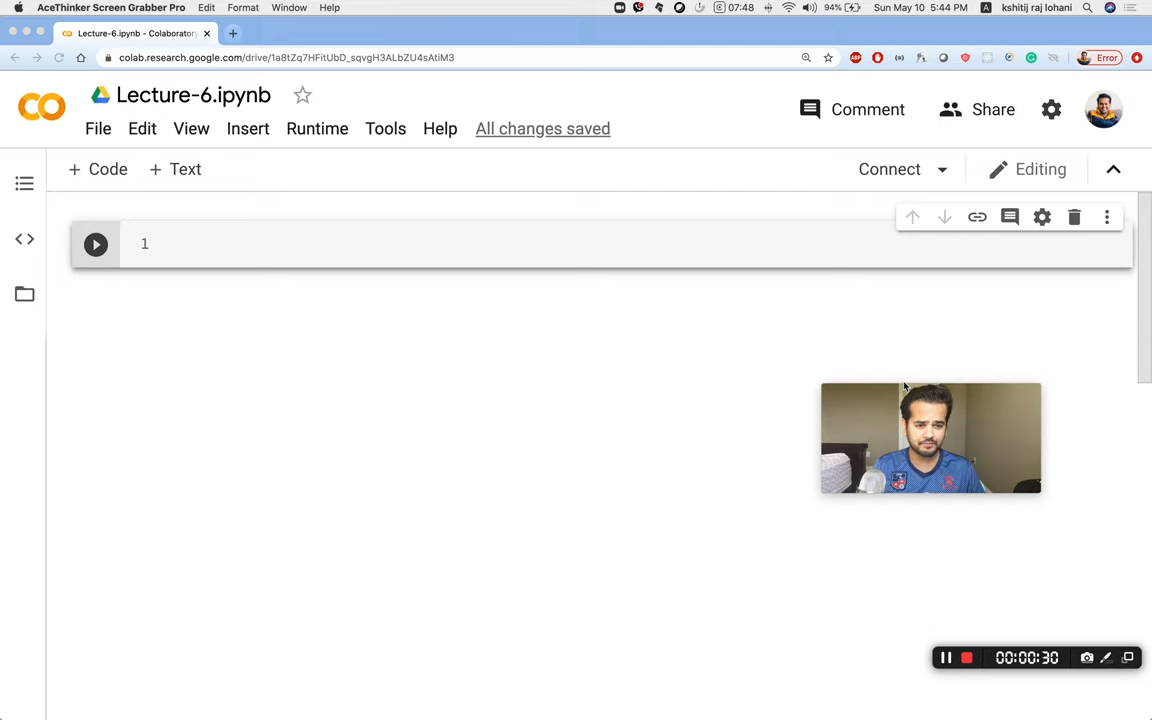 AceThinker Screen Grabber Pro Edit Format Window Help 07:48 94% Sun May 10 5:44 PM A kshitij raj lohani
Lecture-6.ipynb - Colaboratory
colab.research.google.com/drive/1a8tZq7HFitUbD_sqvgH3ALbZU4sAtiM3 ABP Error
Lecture-6.ipynb
Comment Share
File Edit View Insert Runtime Tools Help All changes saved
+ Code + Text Connect Editing
1
00:00:30